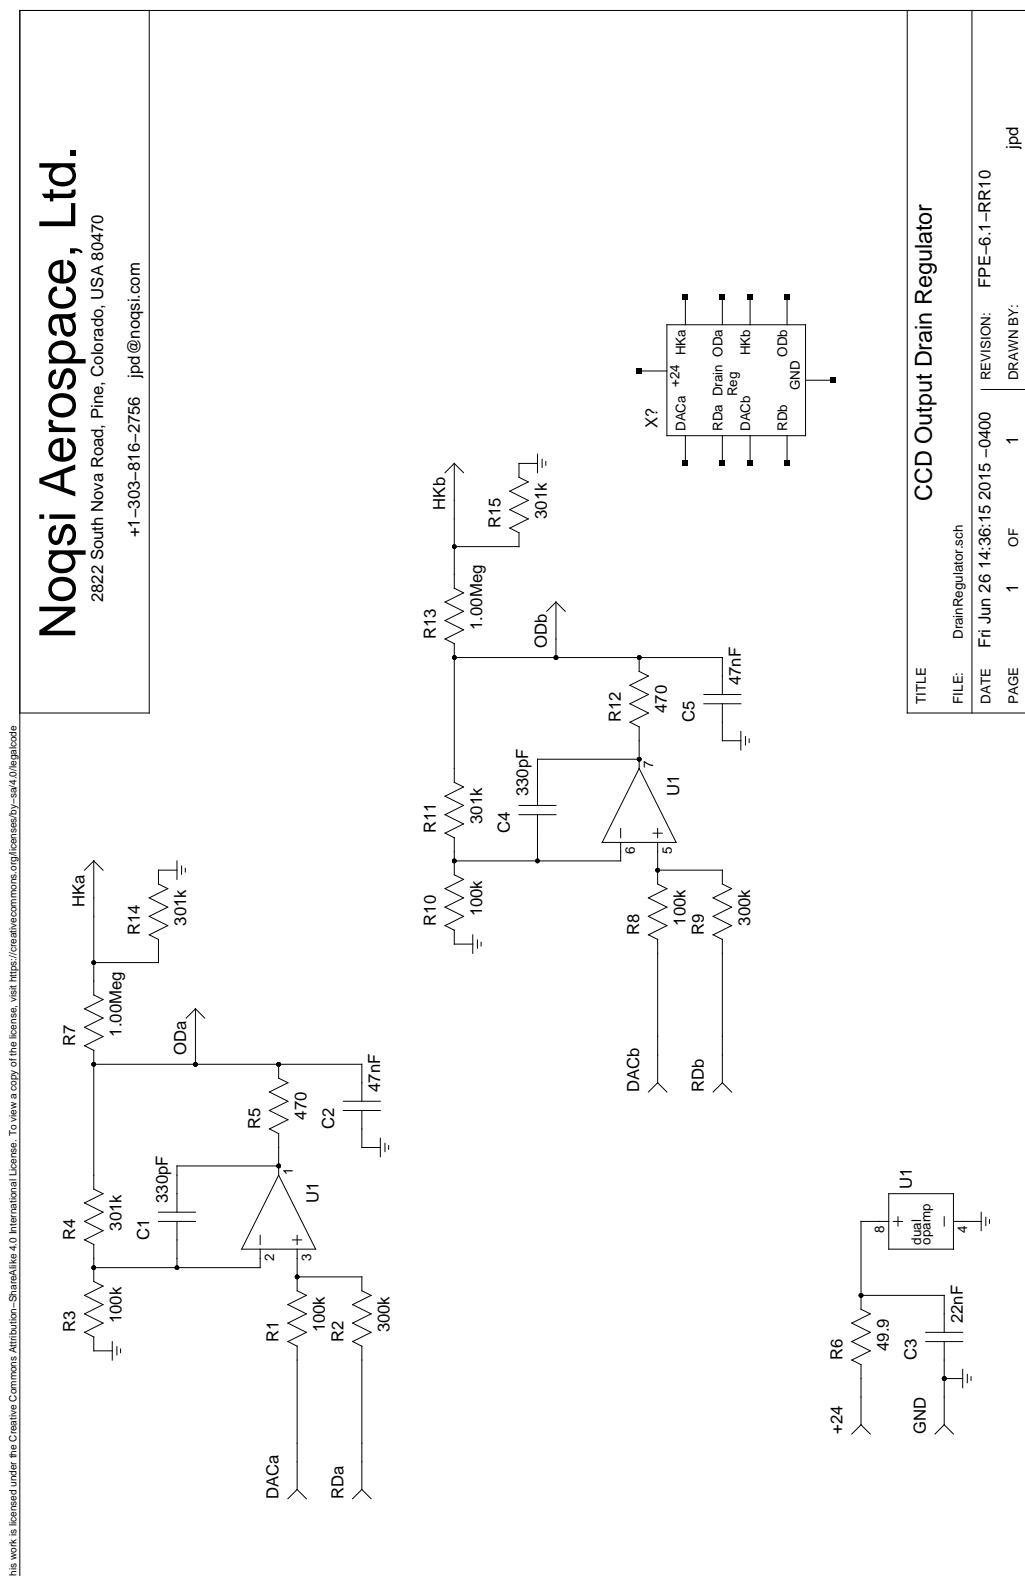 his work is licensed under the Creative Commons Attribution−ShareAlike 4.0 International License. To view a copy of the license, visit https://creativecommons.org/licenses/by−sa/4.0/legalcode
Noqsi Aerospace, Ltd.
2822 South Nova Road, Pine, Colorado, USA 80470
+1−303−816−2756 jpd@noqsi.com
R3
100k
R4
301k
R7
1.00Meg
HKa
R14
301k
C1
330pF
ODa
R5
470
C2
47nF
2
3
1
U1
R1
100k
R2
300k
DACa
RDa
R10
100k
R11
301k
R13
1.00Meg
HKb
R15
301k
C4
330pF
ODb
R12
470
C5
47nF
6
5
7
U1
R8
100k
R9
300k
DACb
RDb
X?
+24
DACa
HKa
RDa
Drain
Reg
ODa
DACb
HKb
RDb
ODb
GND
+24
R6
49.9
GND
C3
22nF
8
4
dual
opamp
U1
TITLE
CCD Output Drain Regulator
FILE: DrainRegulator.sch
DATE Fri Jun 26 14:36:15 2015 −0400
REVISION: FPE−6.1−RR10
PAGE 1 OF 1
DRAWN BY: jpd